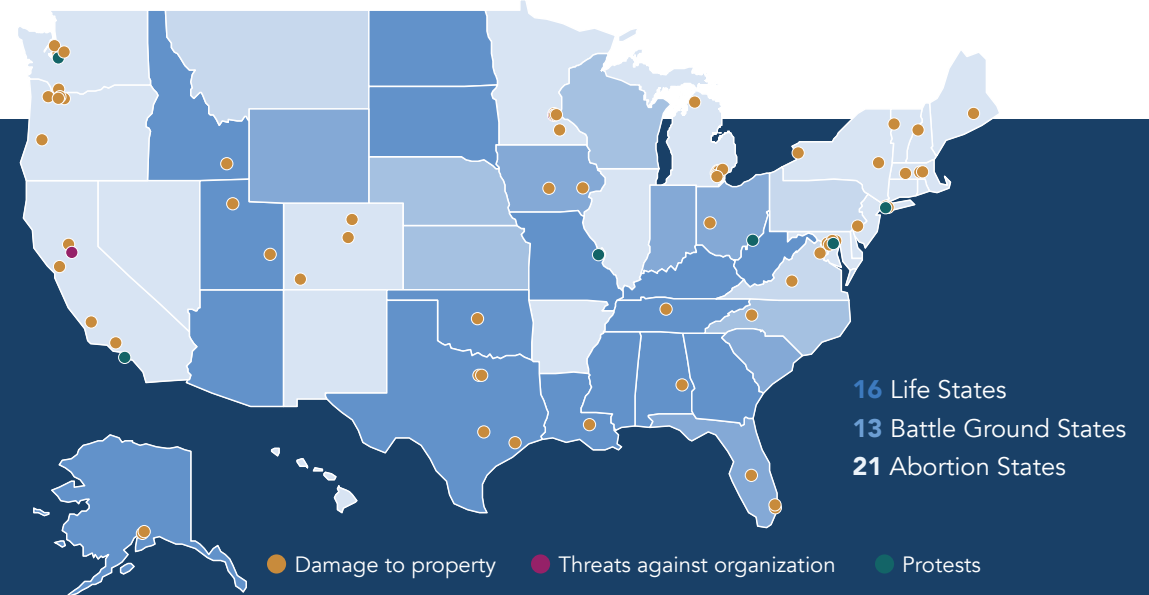 16 Life States
13 Battle Ground States
21 Abortion States
Damage to property
Threats against organization
Protests